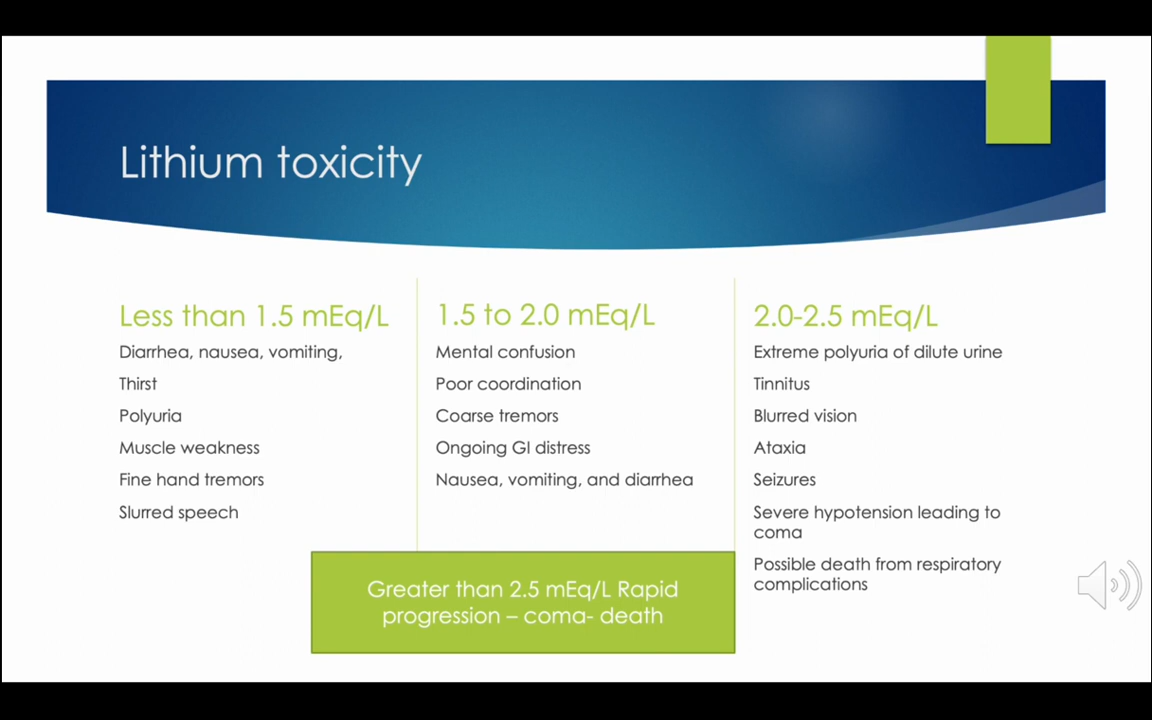 Lithium toxicity
Less than 1.5 mEq/L
Diarrhea, nausea, vomiting,
Thirst
Polyuria
Muscle weakness
Fine hand tremors
Slurred speech
1.5 to 2.0 mEq/L
Mental confusion
Poor coordination
Coarse tremors
Ongoing GI distress
Nausea, vomiting, and diarrhea
2.0-2.5 mEq/L
Extreme polyuria of dilute urine
Tinnitus
Blurred vision
Ataxia
Seizures
Severe hypotension leading to
coma
Possible death from respiratory
complications
Greater than 2.5 mEq/L Rapid
progression – coma- death